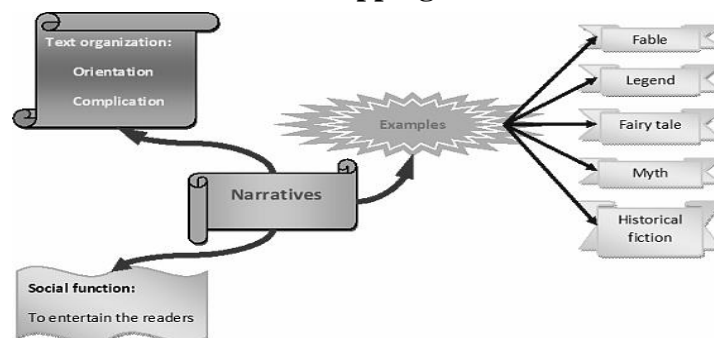 pping
Text organization:
Orientation
Complication
Examples
Fable
Legend
Fairy tale
Myth
Historical
fiction
Narratives
Social function:
To entertain the readers